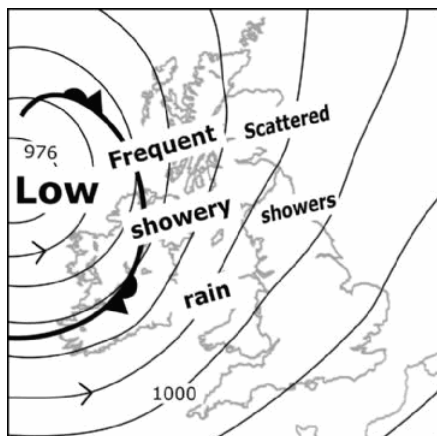 976
Low
Frequent
showery
rain
Scattered
showers
1000